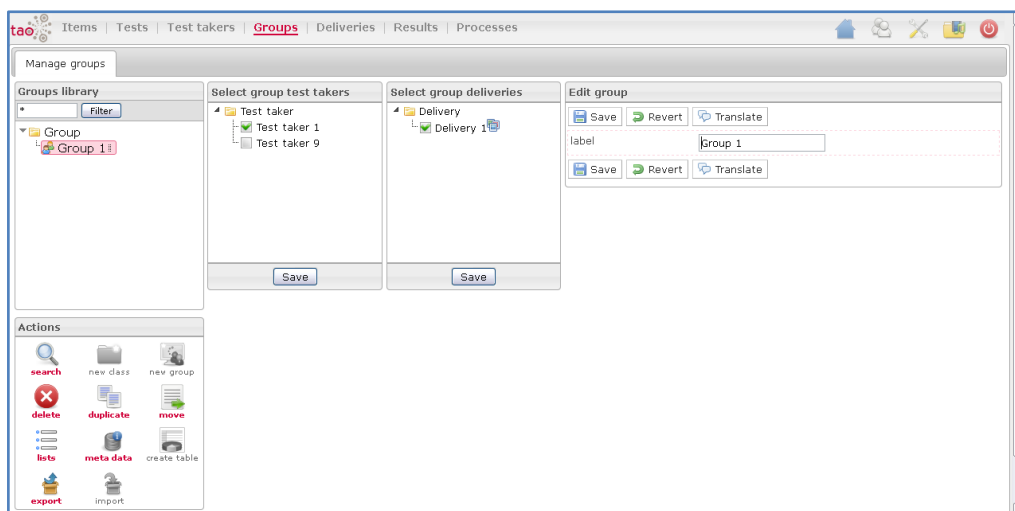 tao Items | Tests | Test takers | Groups | Deliveries | Results | Processes
Manage groups
Groups library
* Filter
Group
Group 1
Select group test takers
Test taker
Test taker 1
Test taker 9
Save
Select group deliveries
Delivery
Delivery 1
Save
Edit group
Save Revert Translate
label Group 1
Save Revert Translate
Actions
search new class new group
delete duplicate move
lists meta data create table
export import